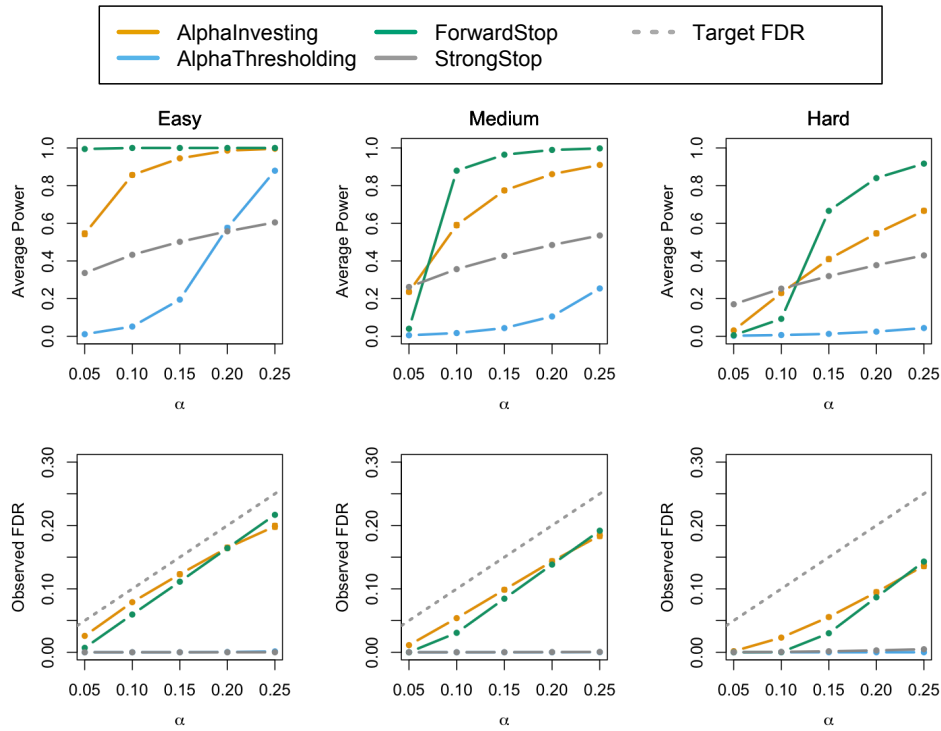 AlphaInvesting ForwardStop Target FDR
AlphaThresholding StrongStop
Easy Medium Hard
Average Power Average Power Average Power
1.0 1.0 1.0
0.8 0.8 0.8
0.6 0.6 0.6
0.4 0.4 0.4
0.2 0.2 0.2
0.0 0.0 0.0
0.05 0.10 0.15 0.20 0.25 0.05 0.10 0.15 0.20 0.25 0.05 0.10 0.15 0.20 0.25
α α α
Observed FDR Observed FDR Observed FDR
0.30 0.30 0.30
0.20 0.20 0.20
0.10 0.10 0.10
0.00 0.00 0.00
0.05 0.10 0.15 0.20 0.25 0.05 0.10 0.15 0.20 0.25 0.05 0.10 0.15 0.20 0.25
α α α